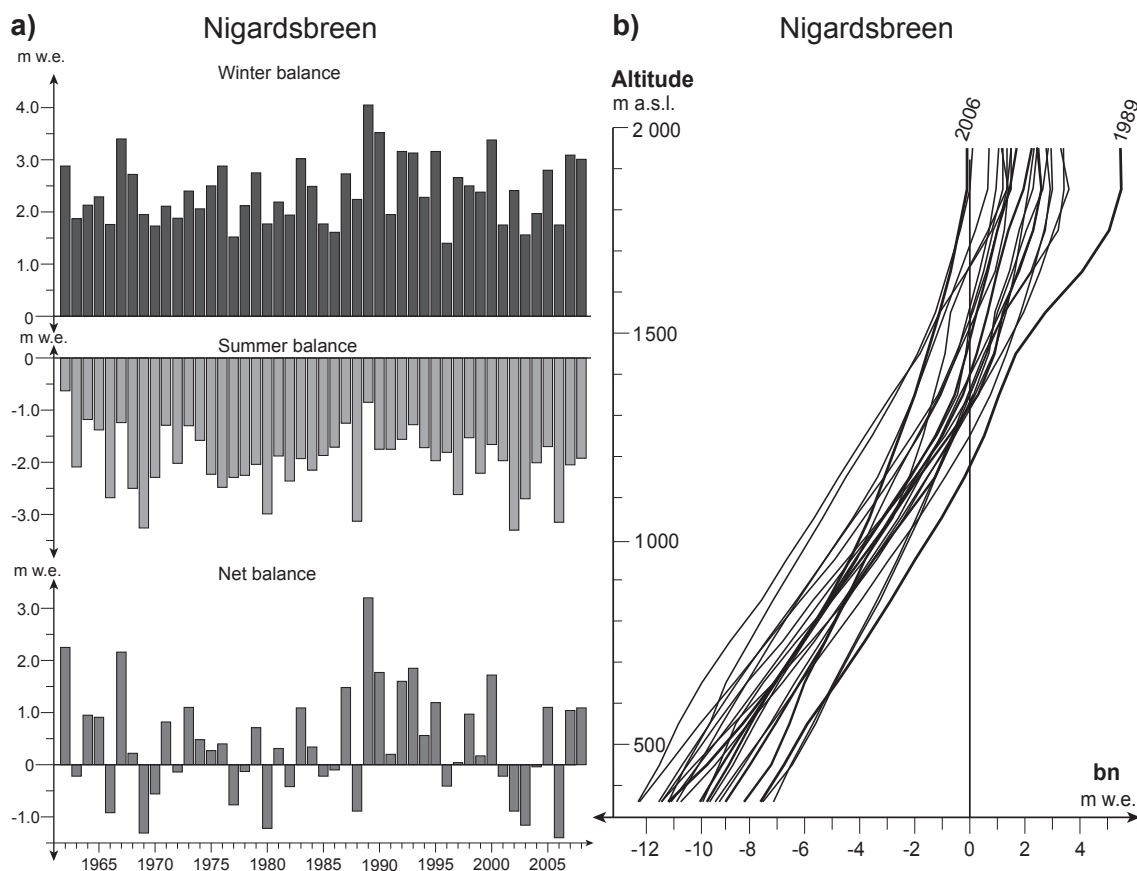 a)
Nigardsbreen
m w.e.
Winter balance
4.0
3.0
2.0
1.0
0
m w.e.
Summer balance
0
-1.0
-2.0
-3.0
m w.e.
Net balance
3.0
2.0
1.0
0
-1.0
1965 1970 1975 1980 1985 1990 1995 2000 2005
b)
Nigardsbreen
Altitude
m a.s.l.
2 000
2006
1989
1500
1000
500
bn
m w.e.
-12 -10 -8 -6 -4 -2 0 2 4